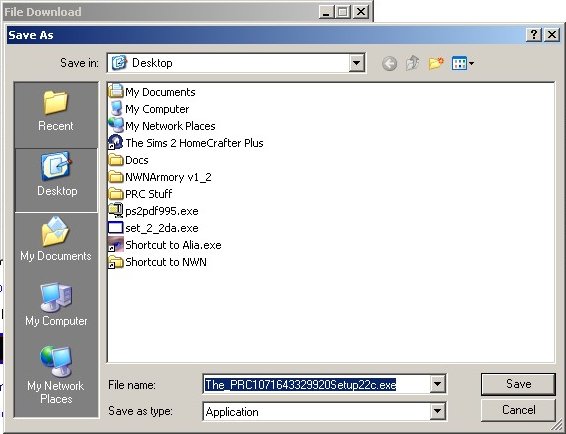 File Download
Save As
Save in: Desktop
My Documents
My Computer
My Network Places
The Sims 2 HomeCrafter Plus
Docs
NWNArmory v1_2
PRC Stuff
ps2pdf995.exe
set_2_2da.exe
Shortcut to Alia.exe
Shortcut to NWN
Recent
Desktop
My Documents
My Computer
My Network
Places
File name: The_PRC1071643329920Setup22c.exe Save
Save as type: Application Cancel